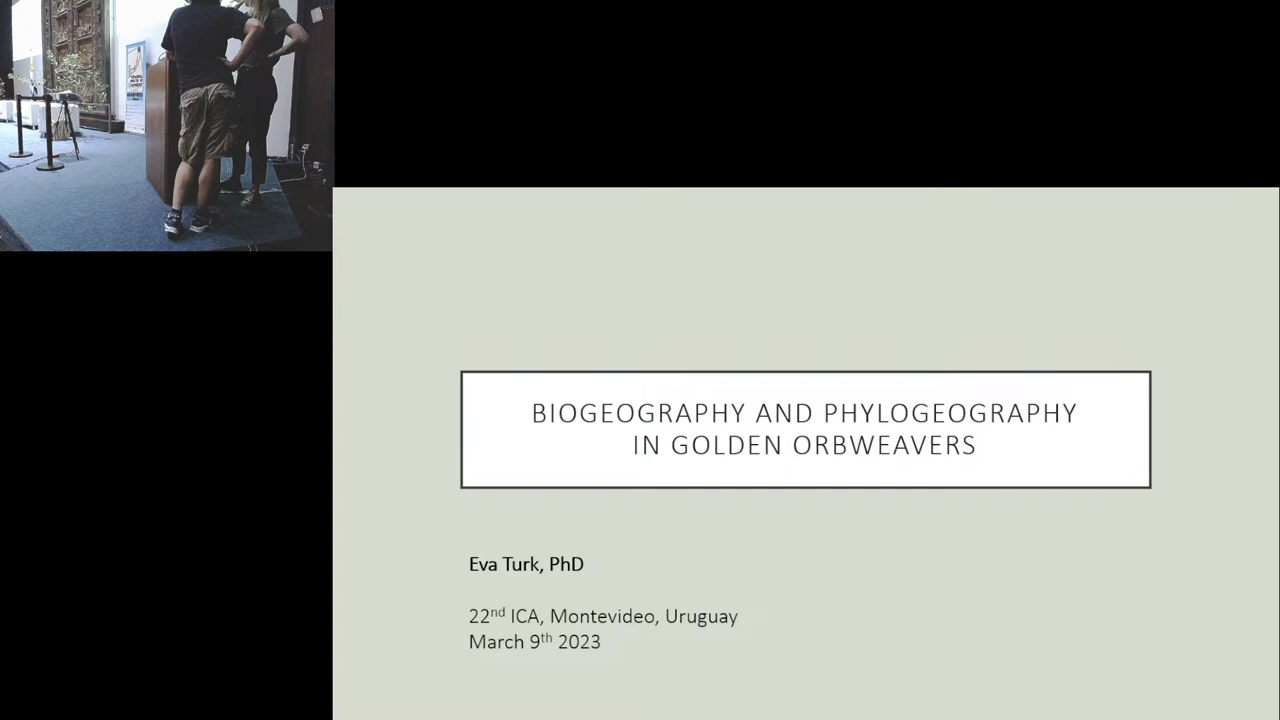 BIOGEOGRAPHY AND PHYLOGEOGRAPHY
IN GOLDEN ORBWEAVERS
Eva Turk, PhD
22nd ICA, Montevideo, Uruguay
March 9th 2023